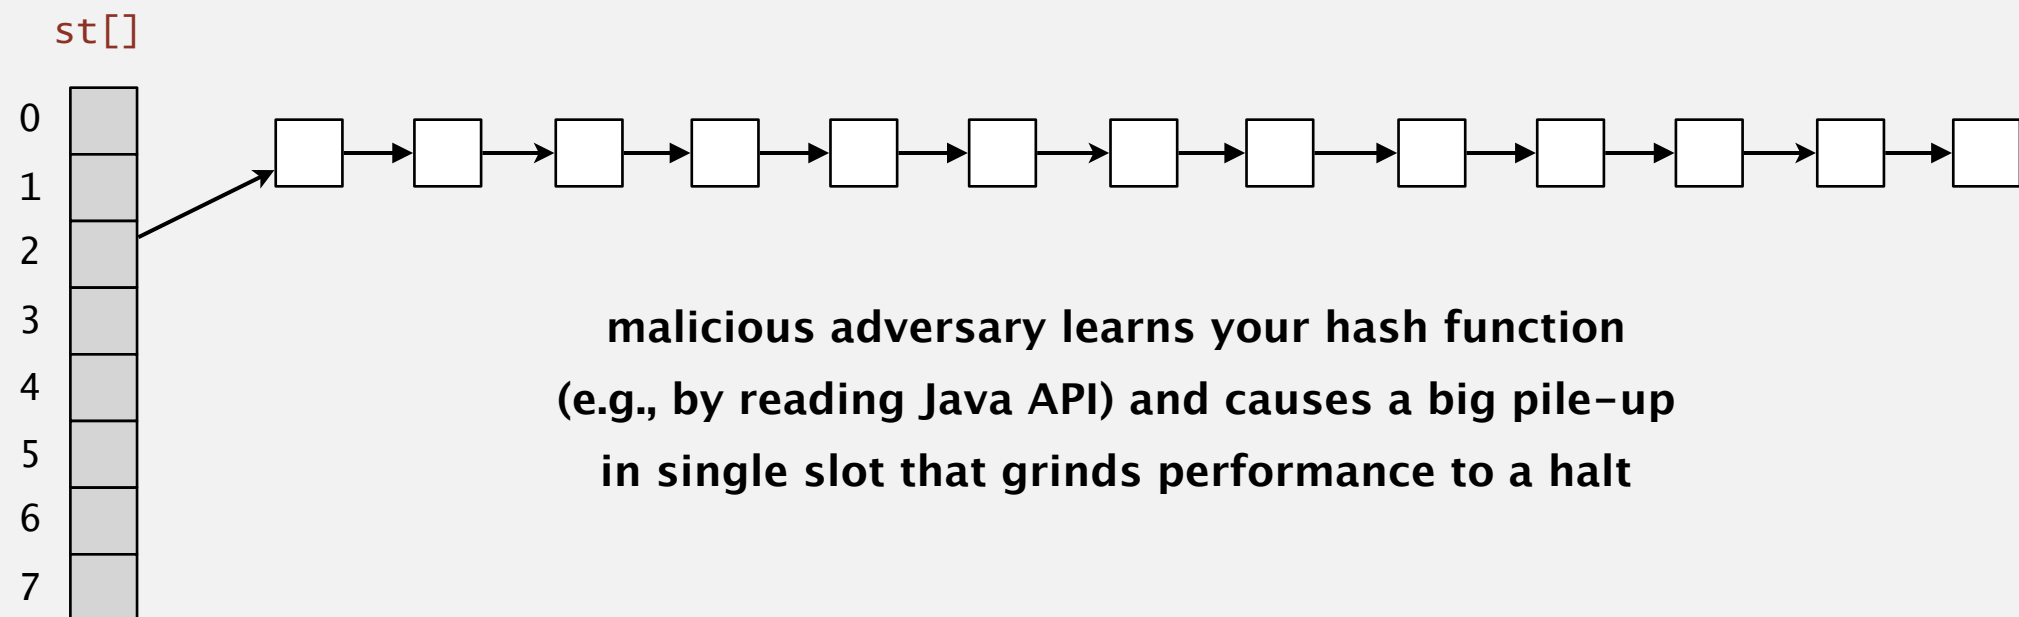 st[]
0
1
2
3
4
5
6
7
malicious adversary learns your hash function
(e.g., by reading Java API) and causes a big pile-up
in single slot that grinds performance to a halt